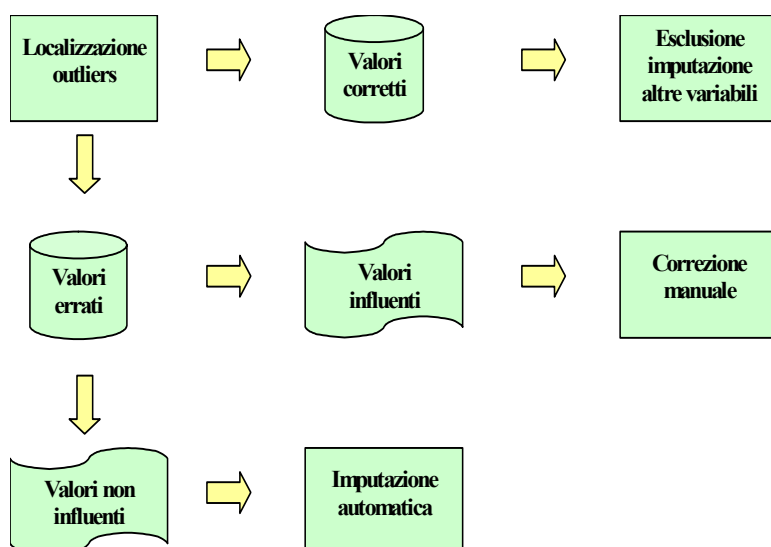 Localizzazione
outliers
Valori
corretti
Esclusione
imputazione
altre variabili
Valori
errati
Valori
influenti
Correzione
manuale
Valori non
influenti
Imputazione
automatica